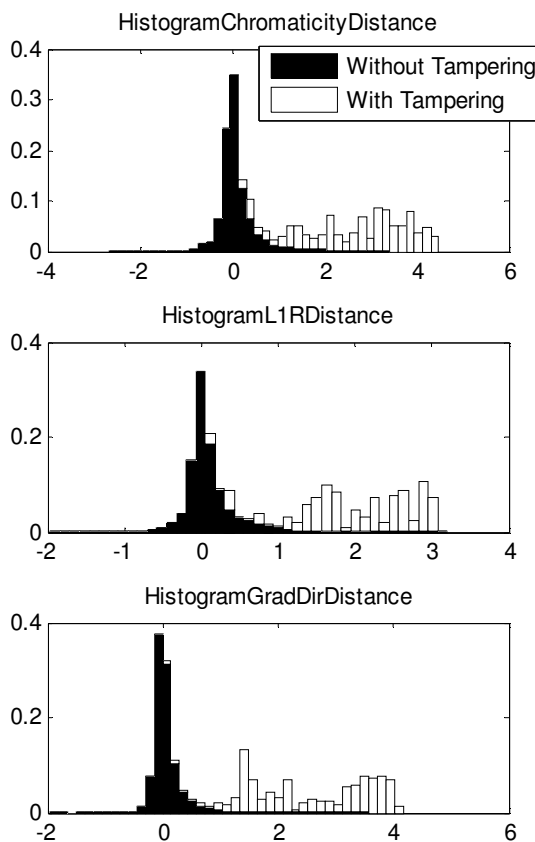 HistogramChromaticityDistance
0.4
Without Tampering
With Tampering
0.3
0.2
0.1
0
-4 -2 0 2 4 6
HistogramL1RDistance
0.4
0.2
0
-2 -1 0 1 2 3 4
HistogramGradDirDistance
0.4
0.2
0
-2 0 2 4 6